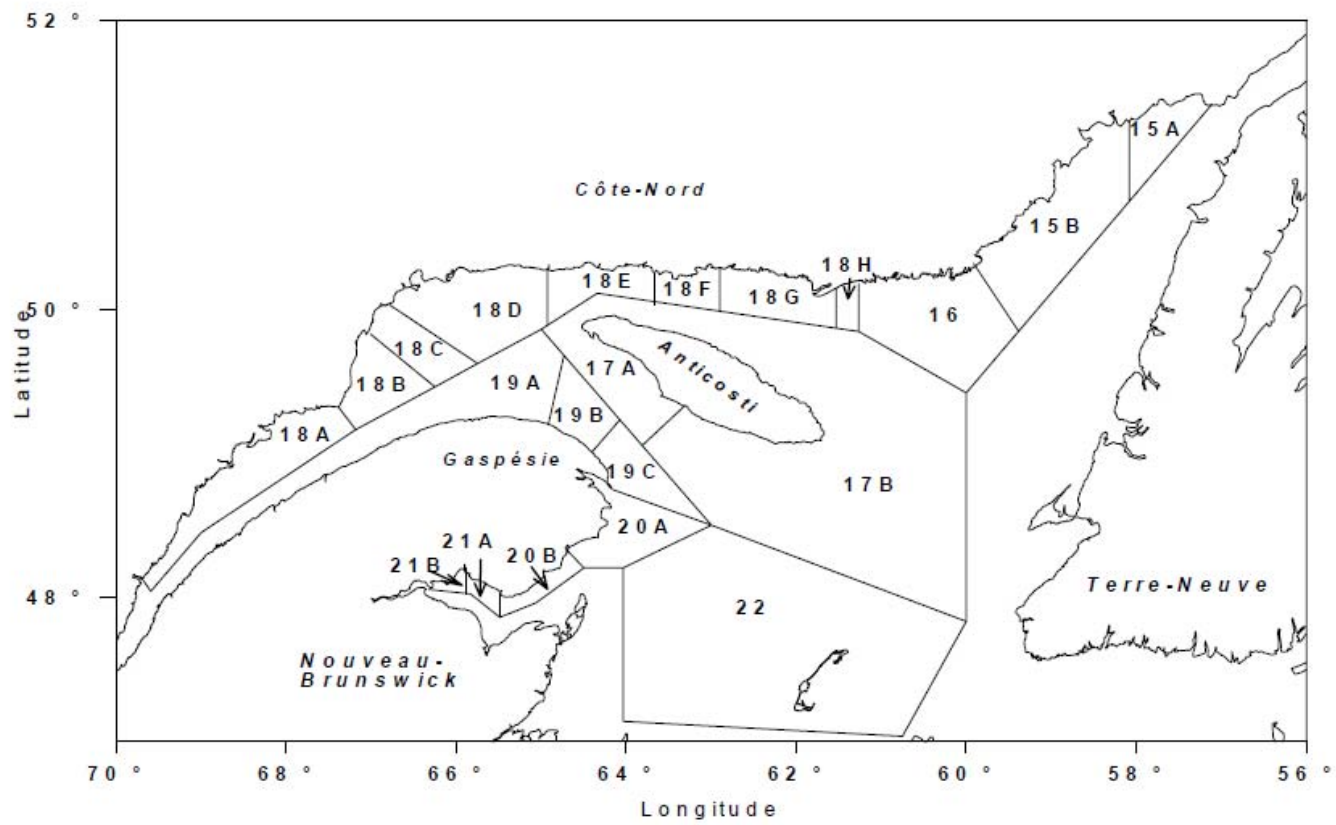 52 °
15A
Côte-Nord
15B
18H
18E
18F
18G
50 °
18D
16
18C
Anticosti
17A
18B
19A
19B
18A
Gaspésie
19C
17B
20A
21A
20B
21B
48 °
Terre-Neuve
22
Nouveau-
Brunswick
Latitude
70 °
68 °
66 °
64 °
62 °
60 °
58 °
56 °
Longitude